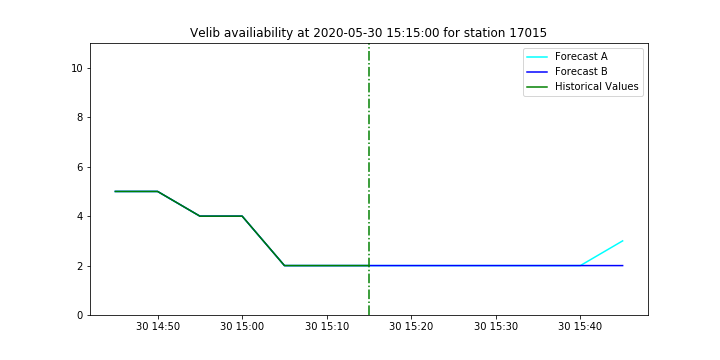 Velib availiability at 2020-05-30 15:15:00 for station 17015
Forecast A
Forecast B
Historical Values
10
8
6
4
2
0
30 14:50 30 15:00 30 15:10 30 15:20 30 15:30 30 15:40